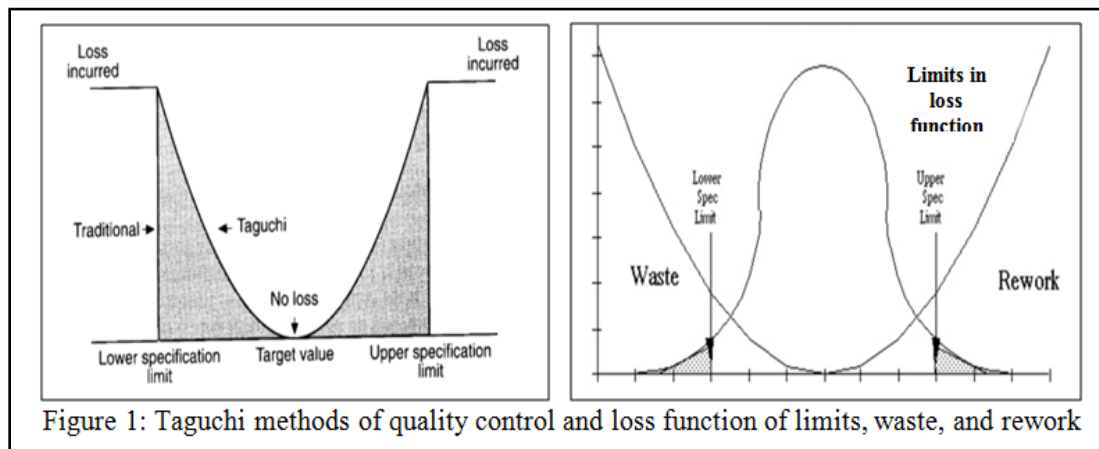 Loss
incurred
Loss
incurred
Traditional
Taguchi
No loss
Lower specification
limit
Target value
Upper specification
limit
Limits in
loss
function
Lower
Spec
Limit
Upper
Spec
Limit
Waste
Rework
Figure 1: Taguchi methods of quality control and loss function of limits, waste, and rework